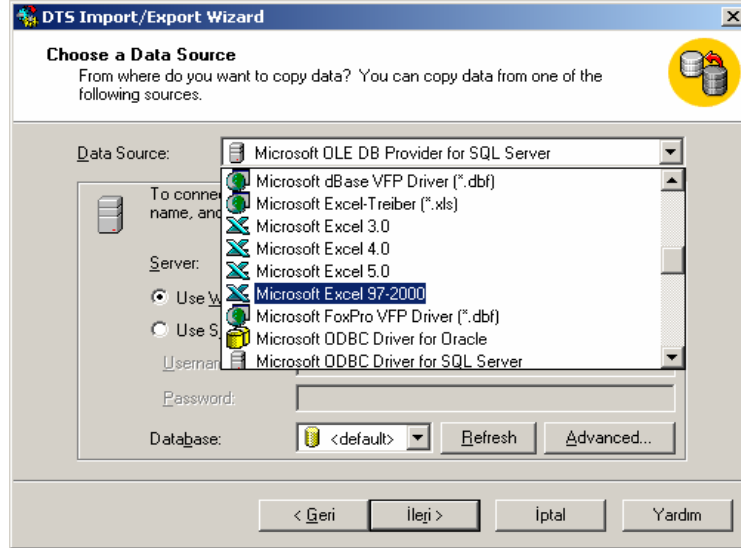 DTS Import/Export Wizard
Choose a Data Source
From where do you want to copy data? You can copy data from one of the
following sources.
Data Source:
Microsoft OLE DB Provider for SQL Server
Microsoft dBase VFP Driver (*.dbf)
Microsoft Excel-Treiber (*.xls)
Microsoft Excel 3.0
Microsoft Excel 4.0
Microsoft Excel 5.0
Microsoft Excel 97-2000
Microsoft FoxPro VFP Driver (*.dbf)
Microsoft ODBC Driver for Oracle
Microsoft ODBC Driver for SQL Server
To
name,
Server:
Use
Use
Password:
Database:
<default>
Refresh
Advanced...
< Geri
İleri >
İptal
Yardım